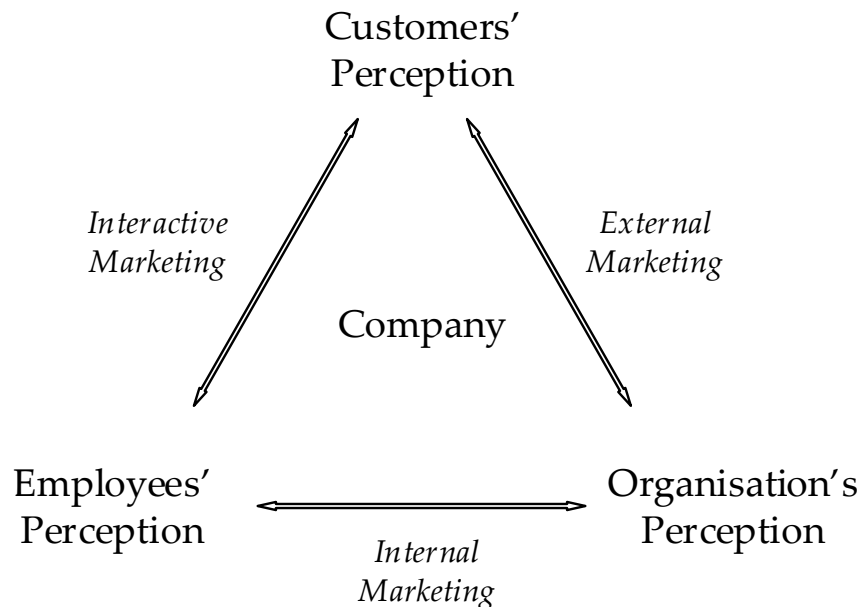 Customers’
Perception
Interactive
Marketing
External
Marketing
Company
Employees’
Perception
Organisation’s
Perception
Internal
Marketing